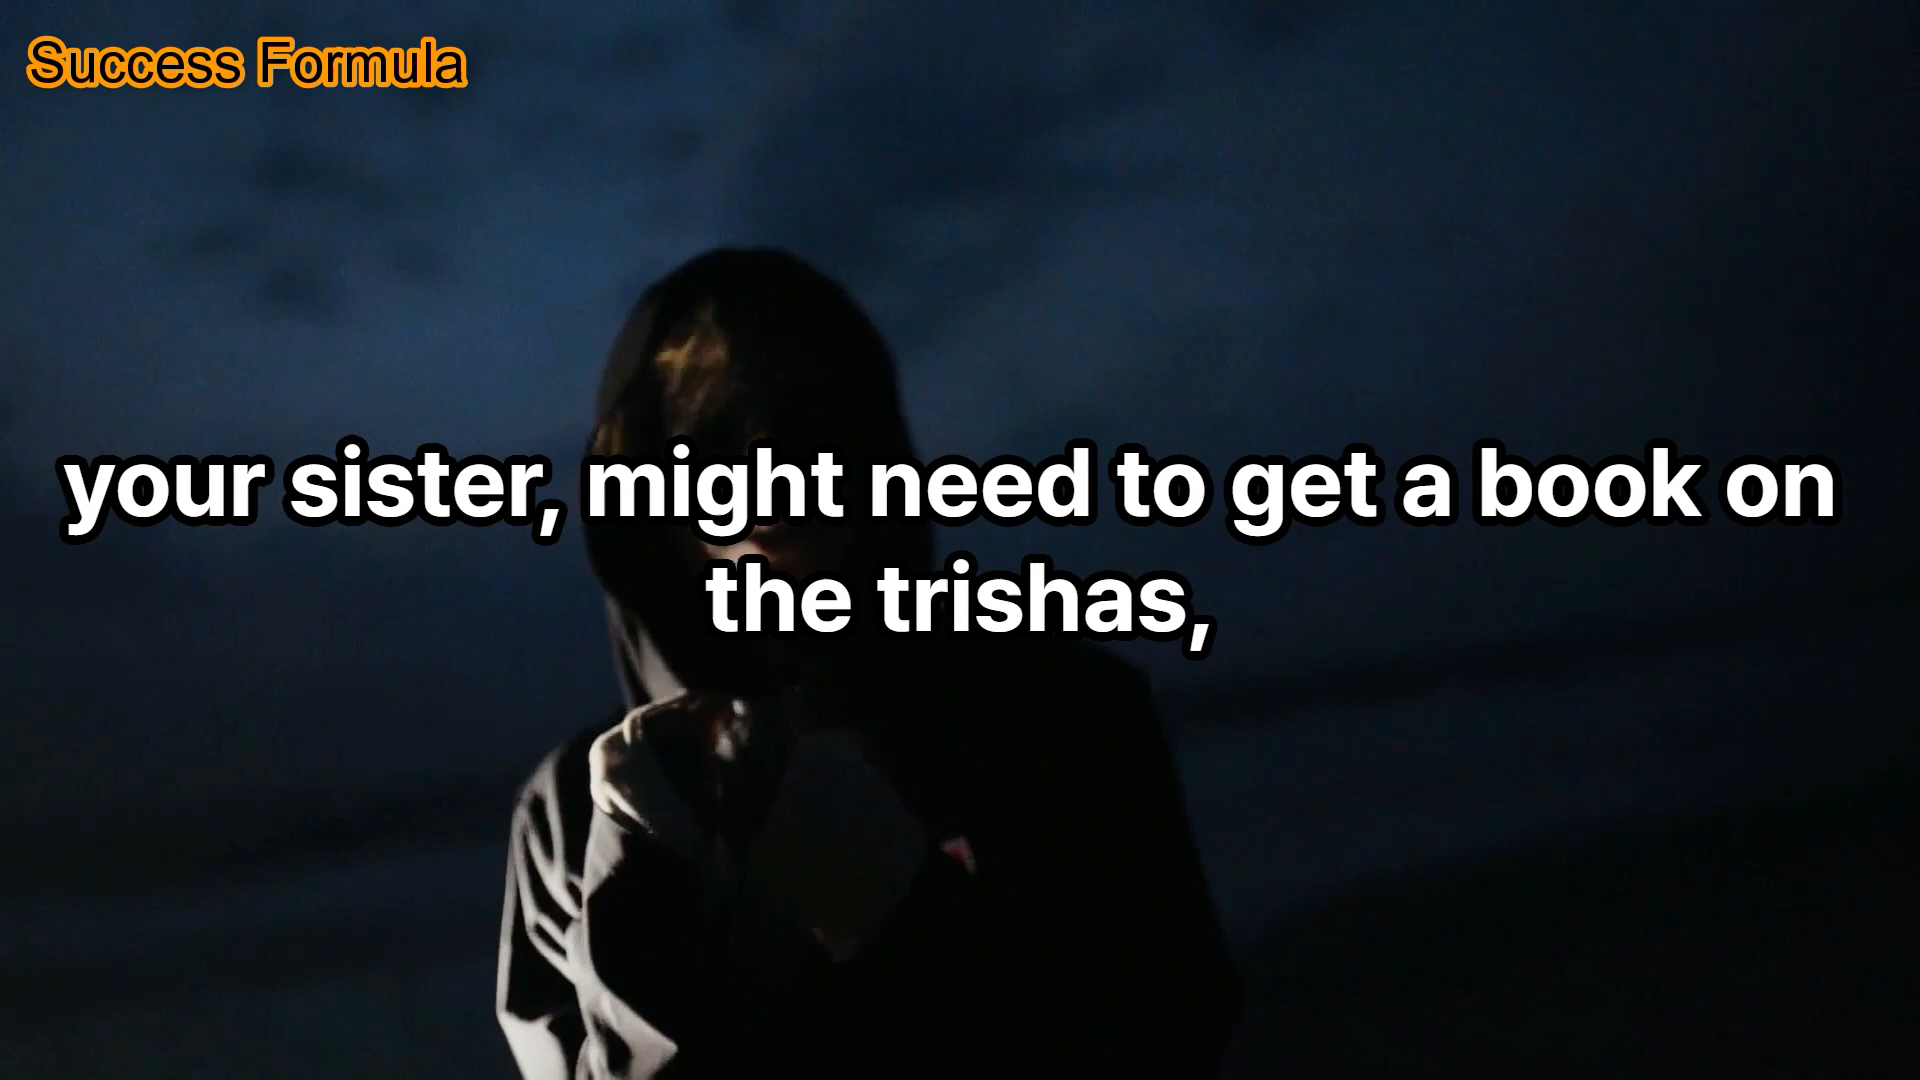 Success Formula
your sister, might need to get a book on
the trishas,